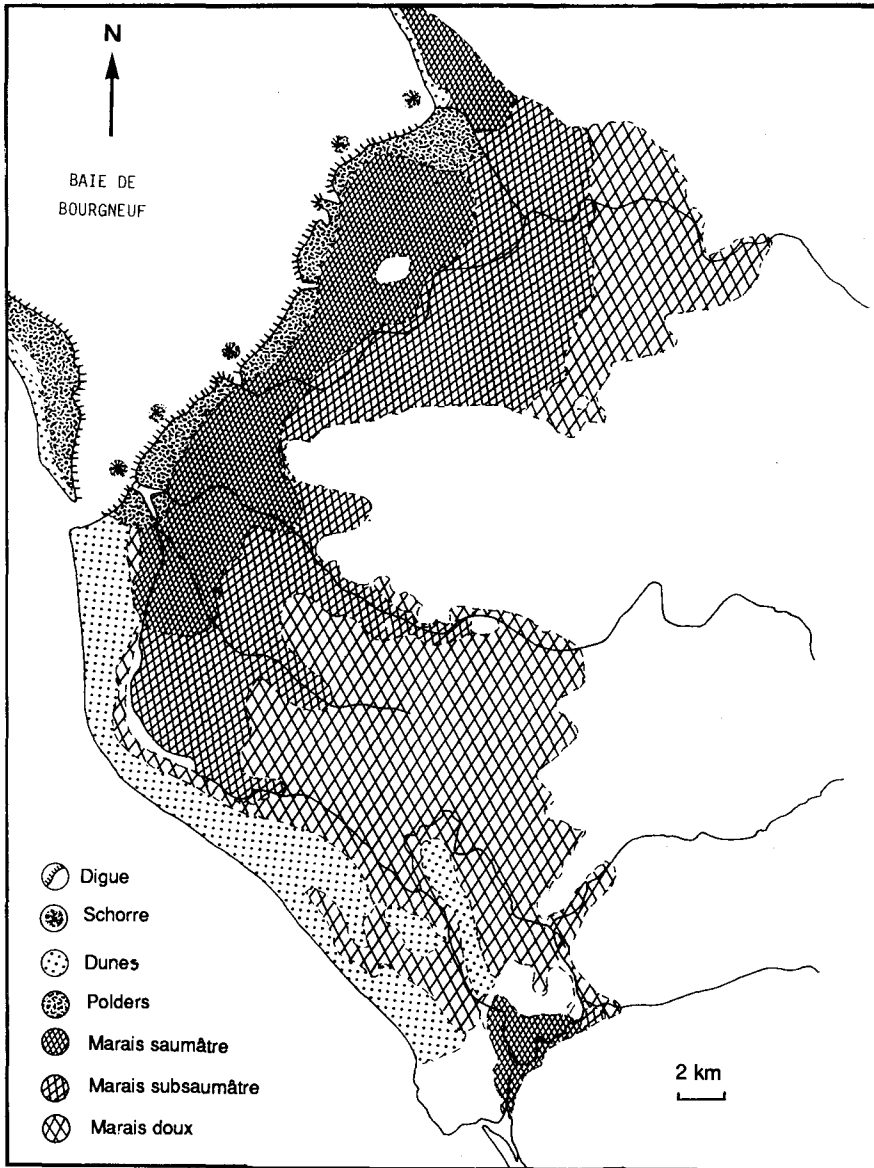 N
BAIE DE
BOURGNEUF
Digue
Schorre
Dunes
Polders
Marais saumâtre
Marais subsaumâtre
Marais doux
2 km